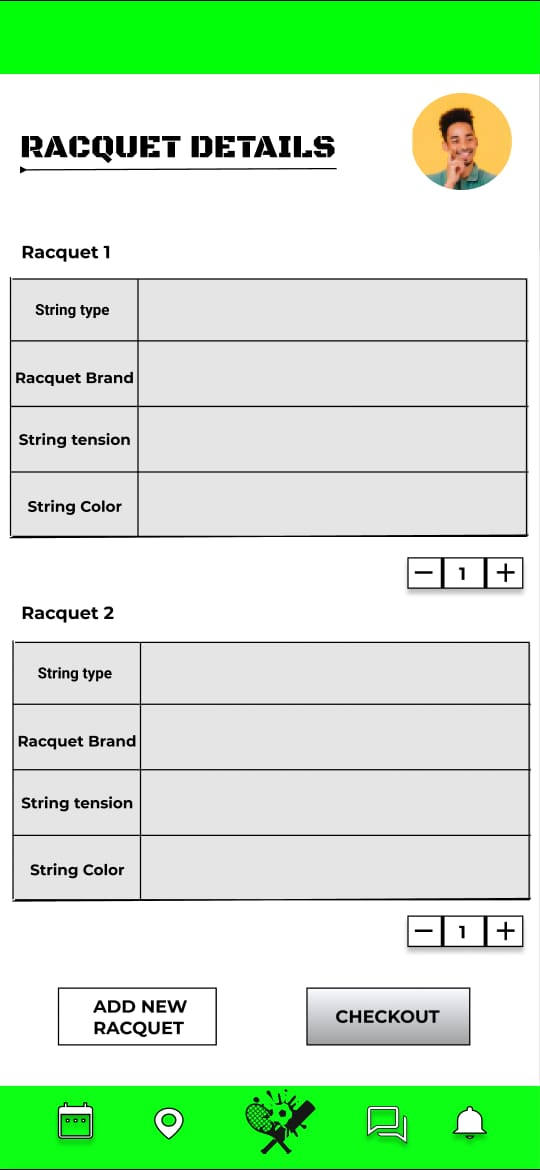 RACQUET DETAILS
Racquet 1
String type
Racquet Brand
String tension
String Color
1
Racquet 2
String type
Racquet Brand
String tension
String Color
1
ADD NEW
RACQUET
CHECKOUT